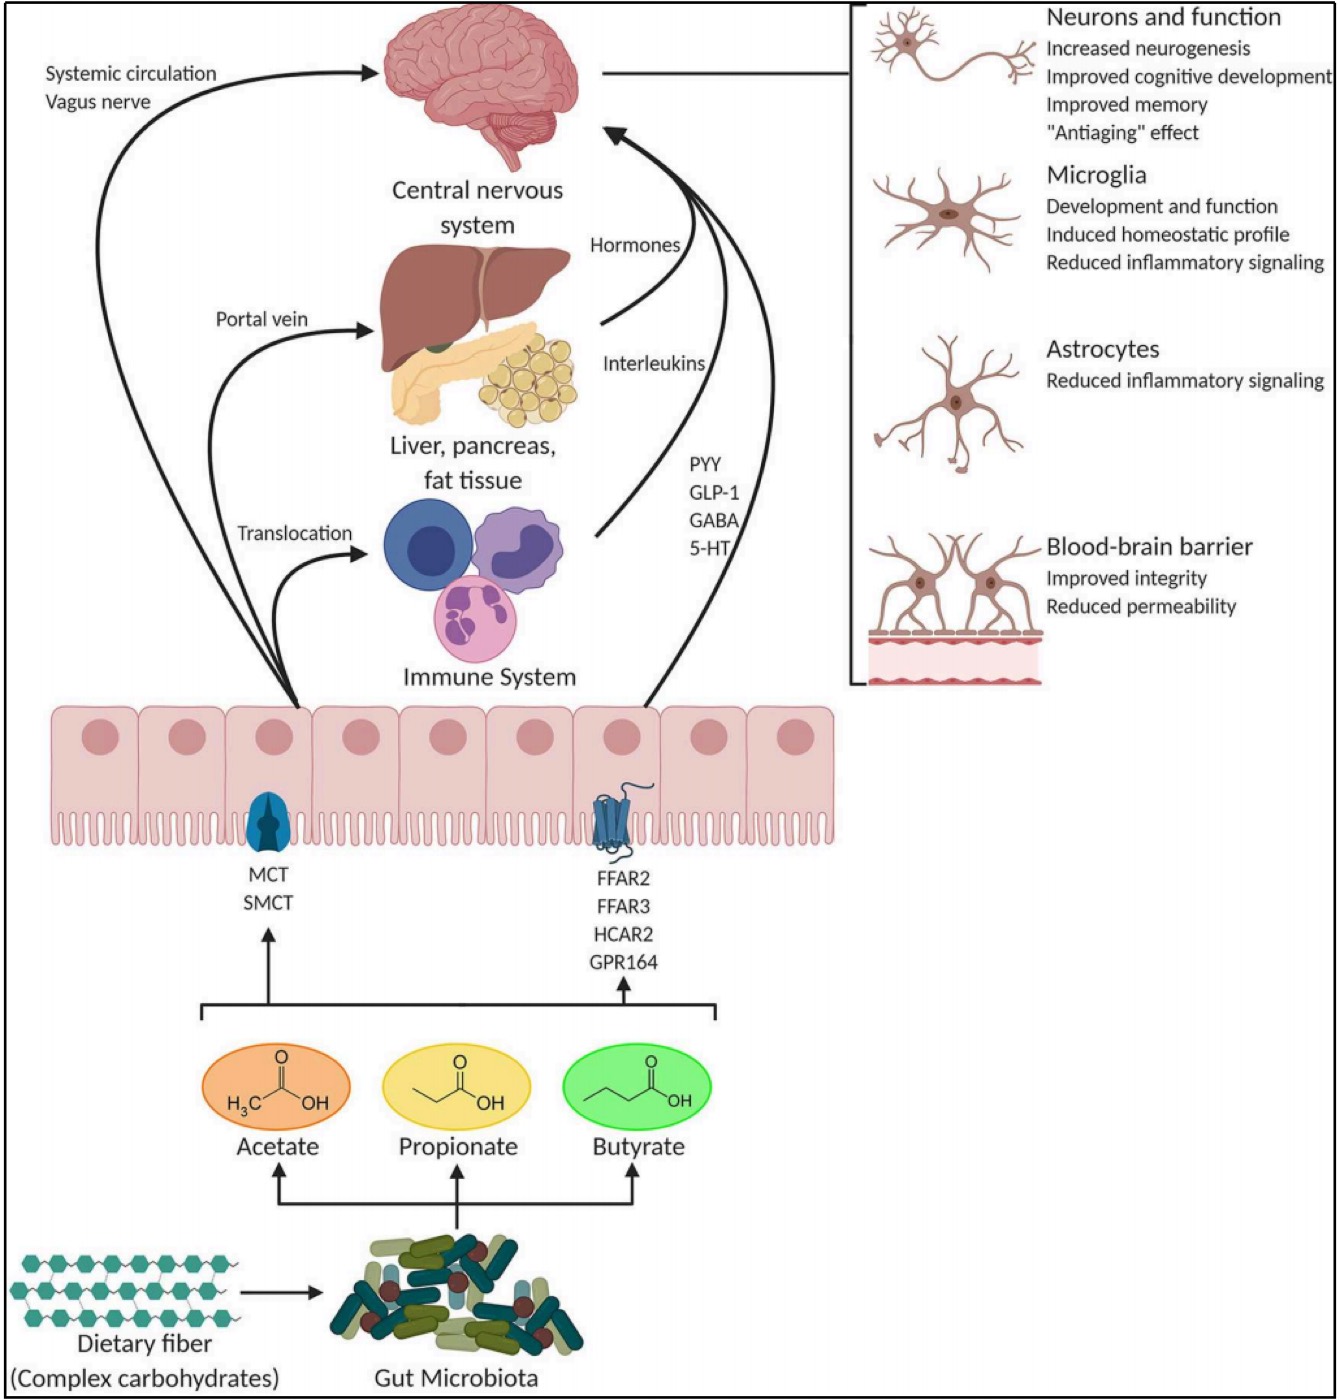 Systemic circulation
Vagus nerve
Central nervous
system
Hormones
Portal vein
Interleukins
Liver, pancreas,
fat tissue
PYY
GLP-1
GABA
5-HT
Translocation
Immune System
Neurons and function
Increased neurogenesis
Improved cognitive development
Improved memory
"Antiaging" effect
Microglia
Development and function
Induced homeostatic profile
Reduced inflammatory signaling
Astrocytes
Reduced inflammatory signaling
Blood-brain barrier
Improved integrity
Reduced permeability
MCT
SMCT
FFAR2
FFAR3
HCAR2
GPR164
O
H3C
OH
O
OH
O
OH
Acetate
Propionate
Butyrate
Dietary fiber
(Complex carbohydrates)
Gut Microbiota